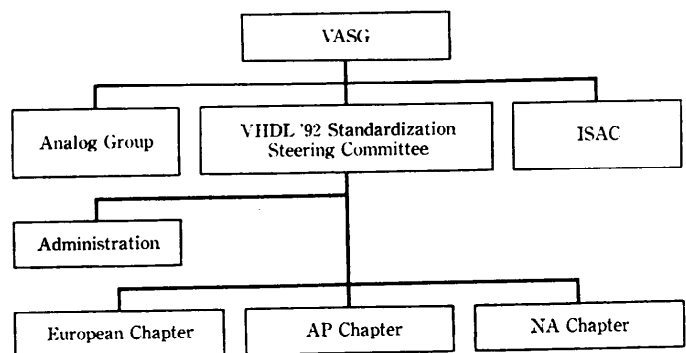 VASG
Analog Group
VHDL '92 Standardization
Steering Committee
ISAC
Administration
European Chapter
AP Chapter
NA Chapter